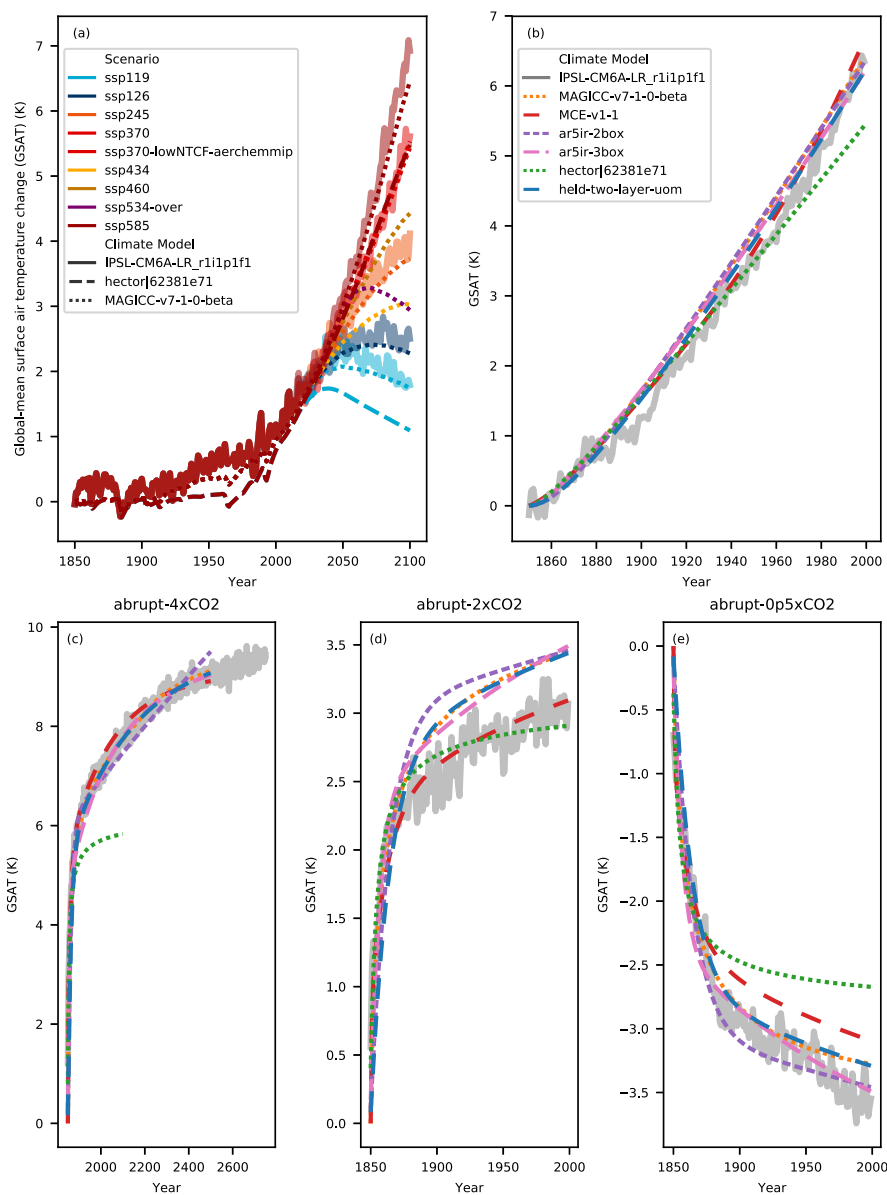 (a)
Global-mean surface air temperature change (GSAT) (K)
7
6
5
4
3
2
1
0
Scenario
ssp119
ssp126
ssp245
ssp370
ssp370-lowNTCF-aerchemmip
ssp434
ssp460
ssp534-over
ssp585
Climate Model
IPSL-CM6A-LR_r1i1p1f1
hector|62381e71
MAGICC-v7-1-0-beta
1850 1900 1950 2000 2050 2100
Year
(b)
GSAT (K)
7
6
5
4
3
2
1
0
Climate Model
IPSL-CM6A-LR_r1i1p1f1
MAGICC-v7-1-0-beta
MCE-v1-1
ar5ir-2box
ar5ir-3box
hector|62381e71
held-two-layer-uom
1860 1880 1900 1920 1940 1960 1980 2000
Year
abrupt-4xCO2
(c)
GSAT (K)
10
8
6
4
2
0
2000 2200 2400 2600
Year
abrupt-2xCO2
(d)
GSAT (K)
3.5
3.0
2.5
2.0
1.5
1.0
0.5
0.0
1850 1900 1950 2000
Year
abrupt-0p5xCO2
(e)
GSAT (K)
0.0
−0.5
−1.0
−1.5
−2.0
−2.5
−3.0
−3.5
1850 1900 1950 2000
Year